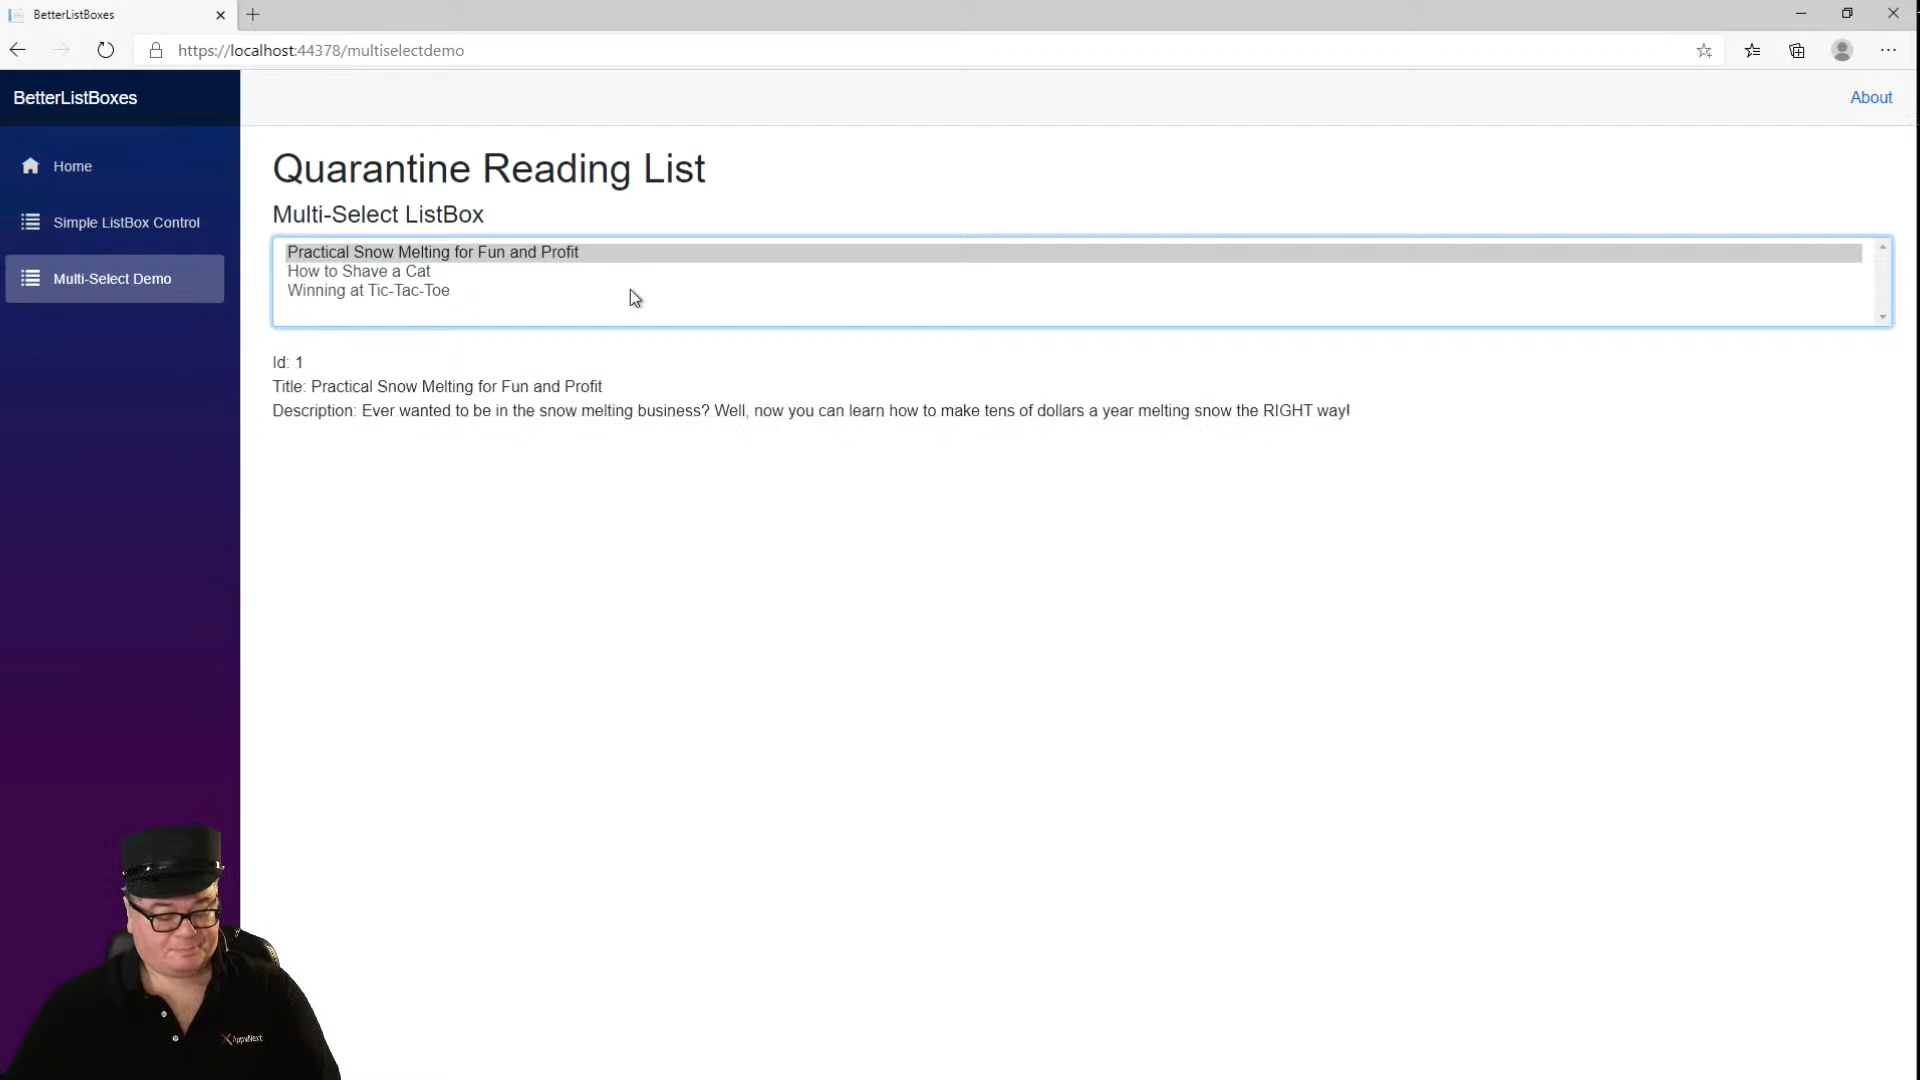 BetterListBoxes
https://localhost:44378/multiselectdemo
BetterListBoxes
About
Home
Simple ListBox Control
Multi-Select Demo
Quarantine Reading List
Multi-Select ListBox
Practical Snow Melting for Fun and Profit
How to Shave a Cat
Winning at Tic-Tac-Toe
Id: 1
Title: Practical Snow Melting for Fun and Profit
Description: Ever wanted to be in the snow melting business? Well, now you can learn how to make tens of dollars a year melting snow the RIGHT way!
AppvNext